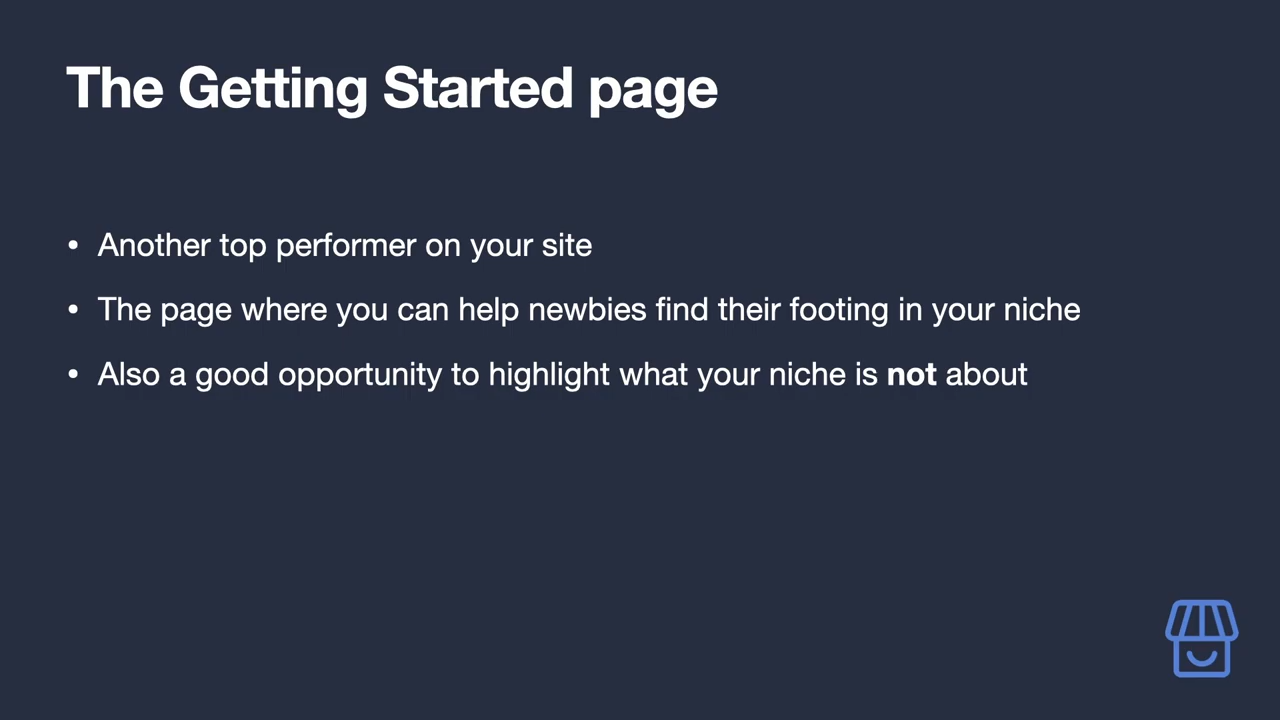 The Getting Started page
• Another top performer on your site
• The page where you can help newbies find their footing in your niche
• Also a good opportunity to highlight what your niche is not about